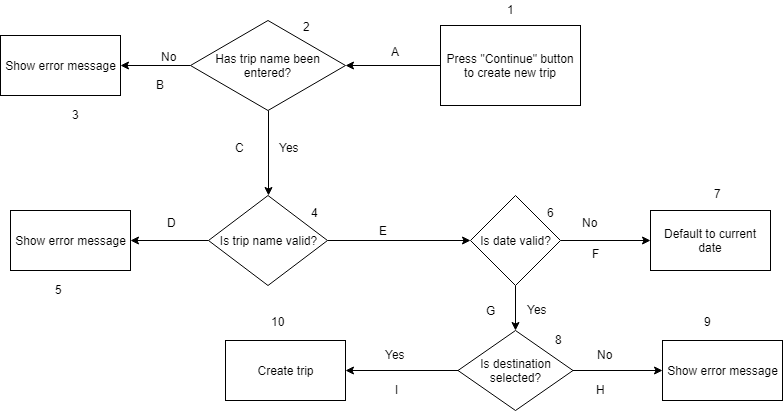 1
2
A
No
Has trip name been
entered?
Press "Continue" button
to create new trip
Show error message
B
3
C
Yes
7
4
6
D
E
No
Show error message
Is trip name valid?
Is date valid?
Default to current
date
F
5
G
Yes
10
9
8
Yes
No
Create trip
Is destination
selected?
Show error message
I
H